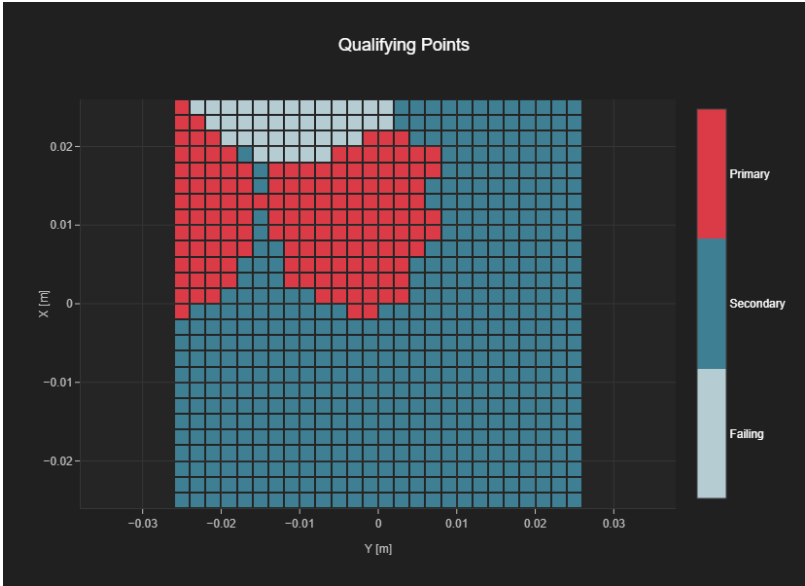 Qualifying Points
0.02
0.01
0
−0.01
−0.02
X [m]
−0.03
−0.02
−0.01
0
0.01
0.02
0.03
Y [m]
Primary
Secondary
Failing